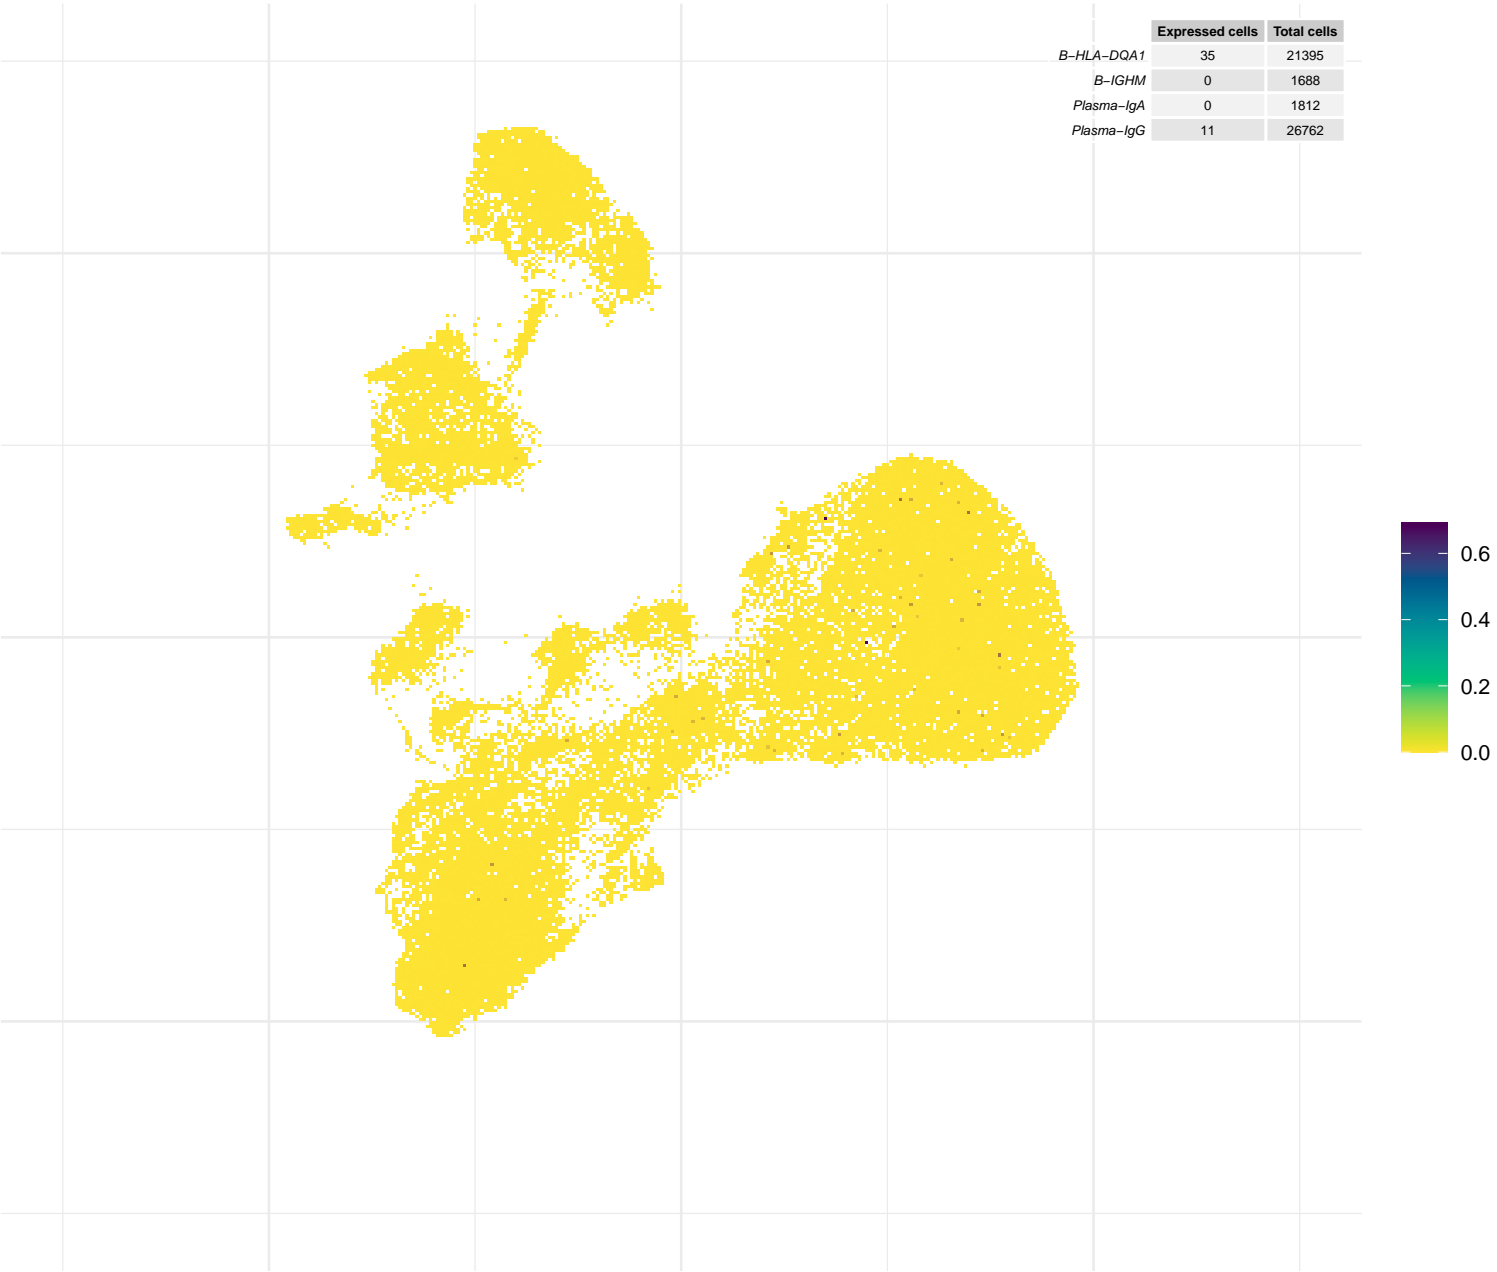 Expressed cells Total cells
B−HLA−DQA1 35 21395
B−IGHM 0 1688
Plasma−IgA 0 1812
Plasma−IgG 11 26762
0.6
0.4
0.2
0.0